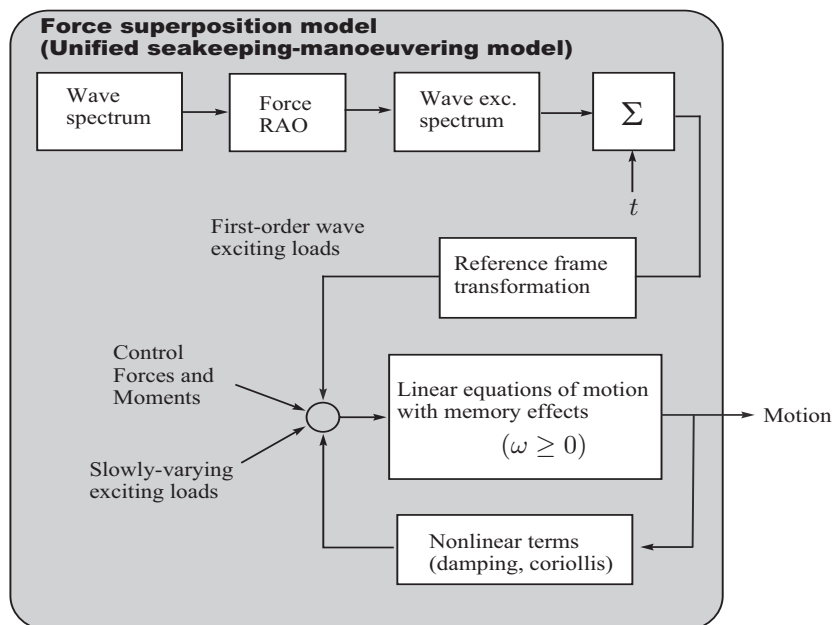 Force superposition model
(Unified seakeeping-manoeuvering model)
Wave
spectrum
Force
RAO
Wave exc.
spectrum
Σ
t
First-order wave
exciting loads
Reference frame
transformation
Control
Forces and
Moments
Linear equations of motion
with memory effects
(ω ≥ 0)
Motion
Slowly-varying
exciting loads
Nonlinear terms
(damping, coriollis)